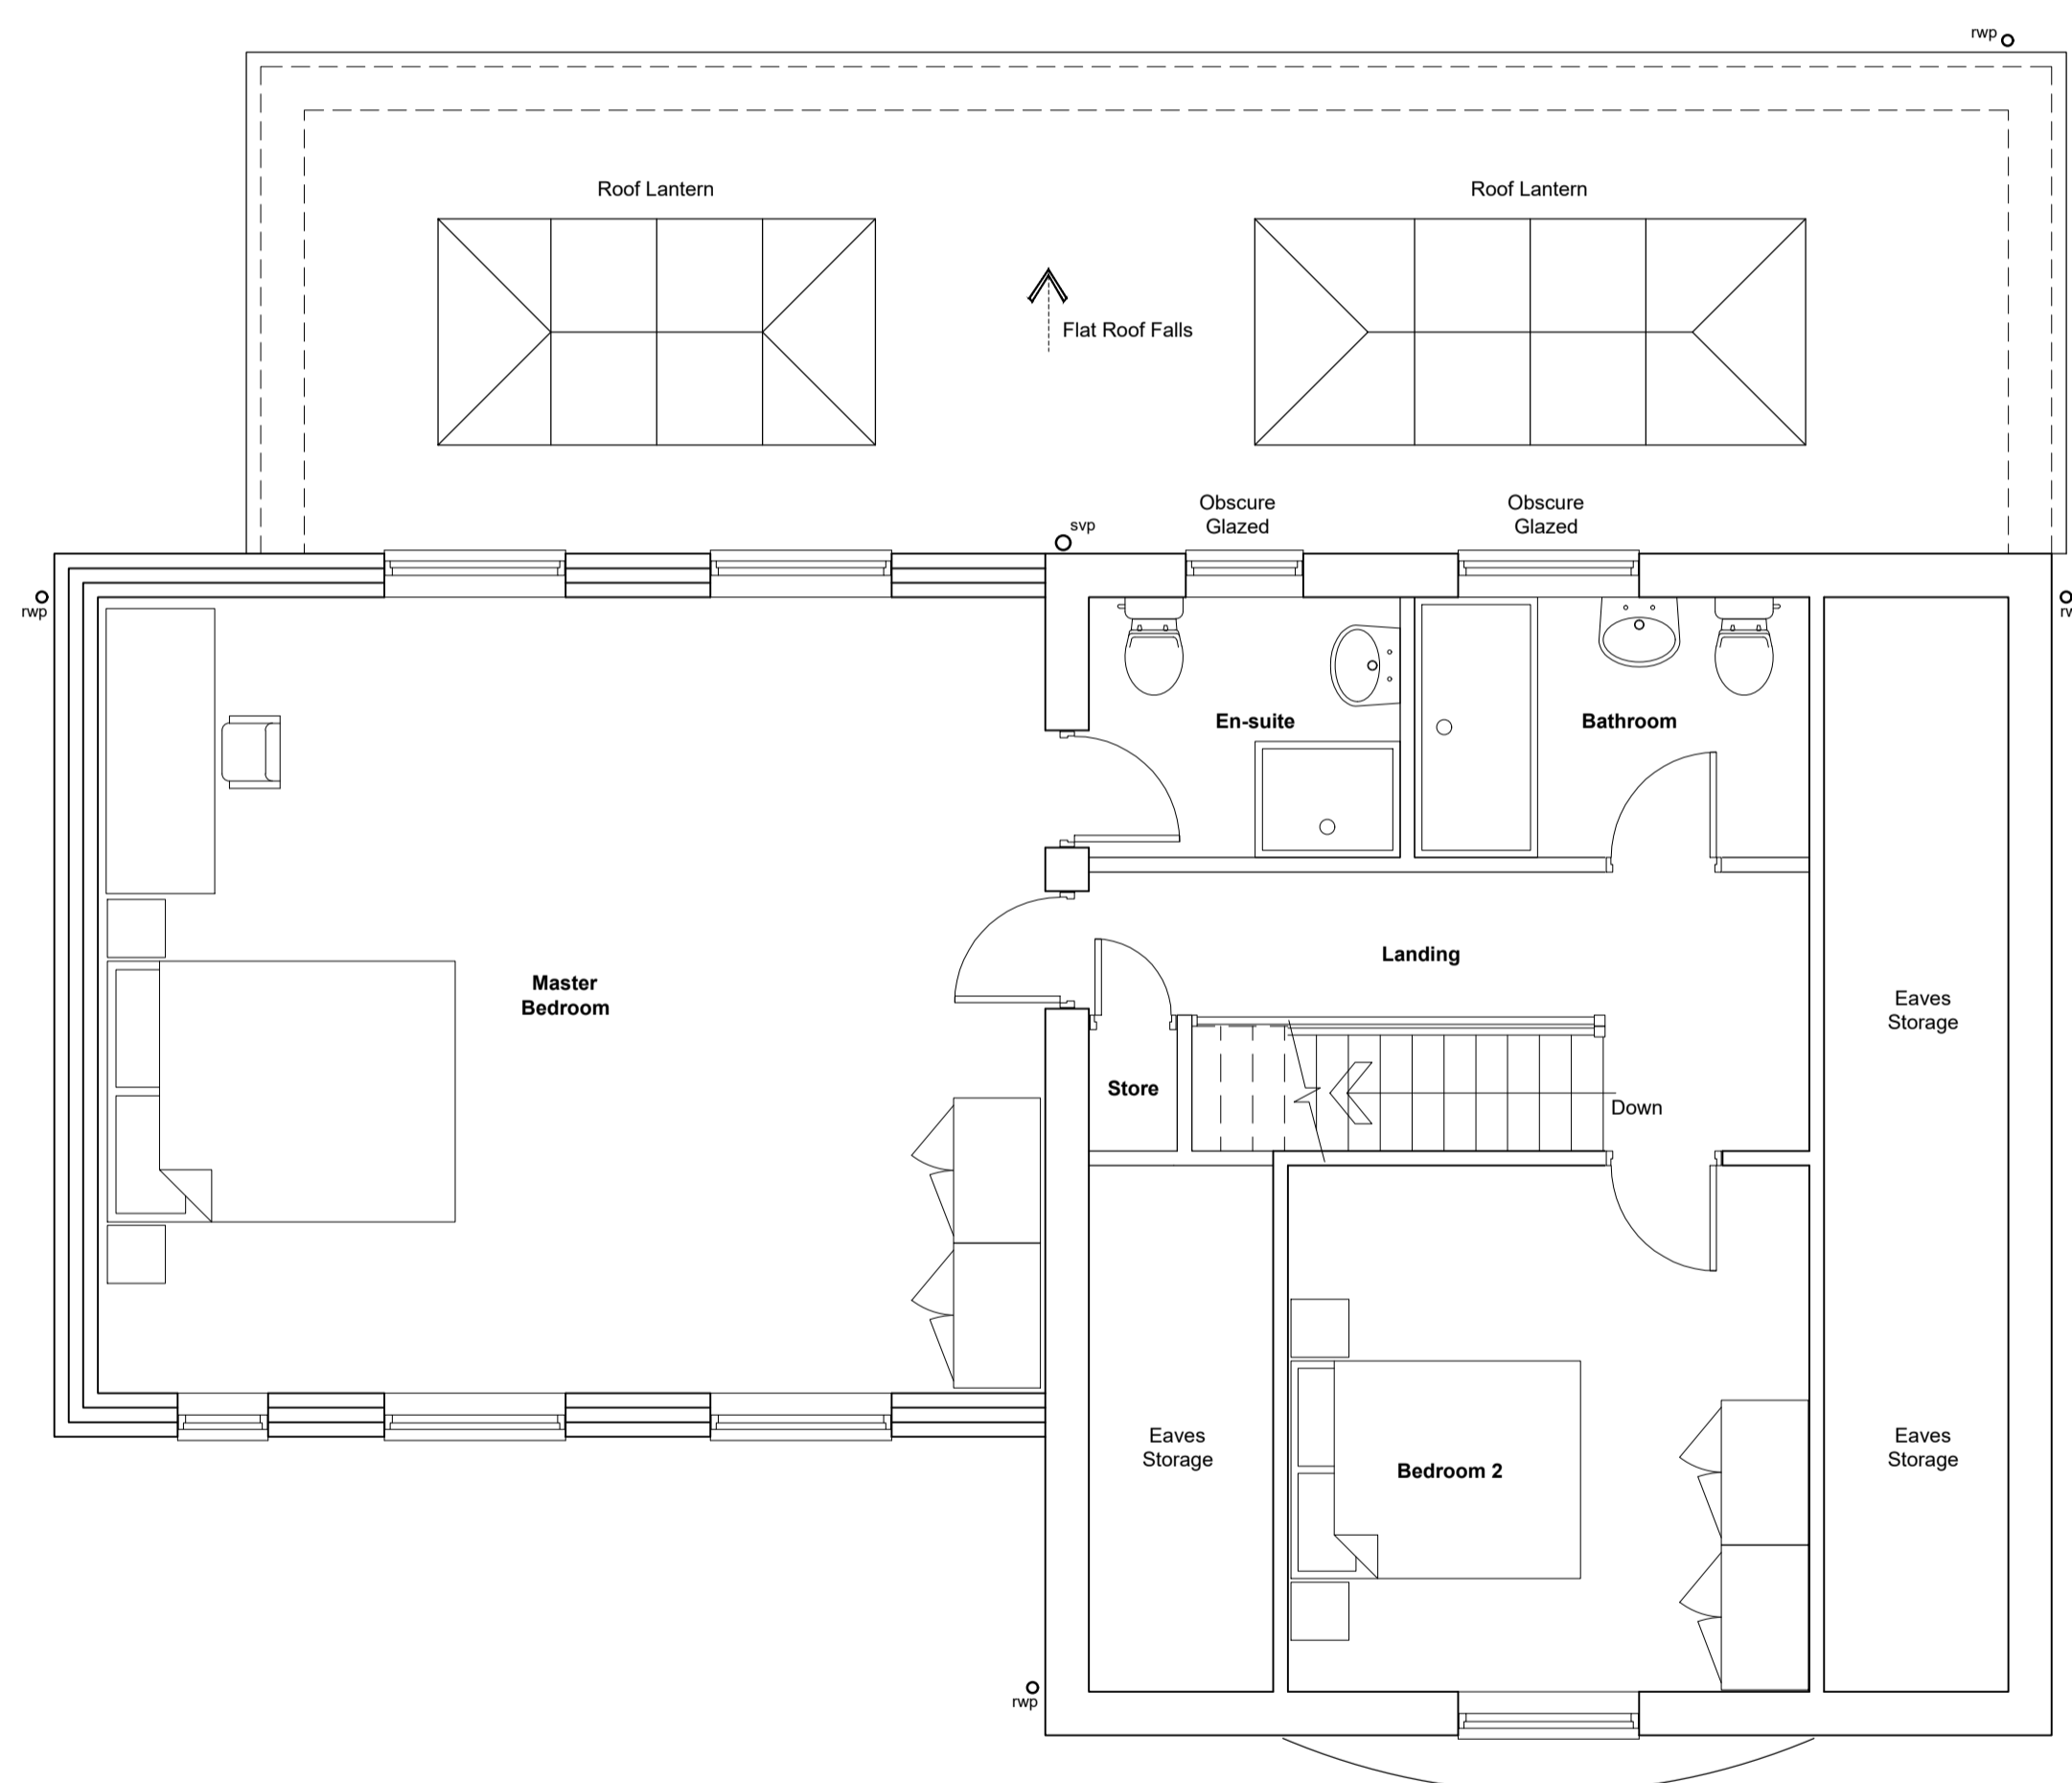 rwp
Roof Lantern
Roof Lantern
Flat Roof Falls
Obscure
Glazed
Obscure
Glazed
svp
rwp
rw
En-suite
Bathroom
Landing
Master
Bedroom
Eaves
Storage
Store
Down
Eaves
Storage
Bedroom 2
Eaves
Storage
rwp